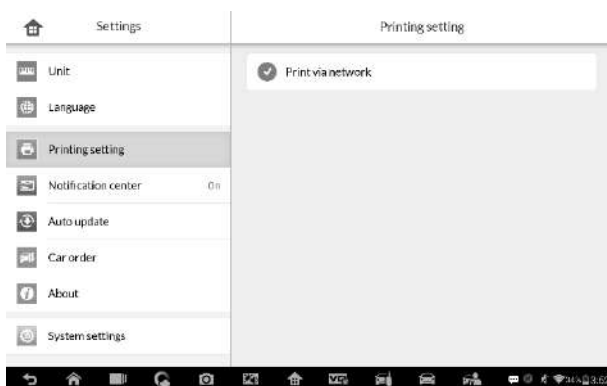 Settings
Printing setting
Print via network
Unit
Language
Printing setting
Notification center On
Auto update
Car order
About
System settings
VCI